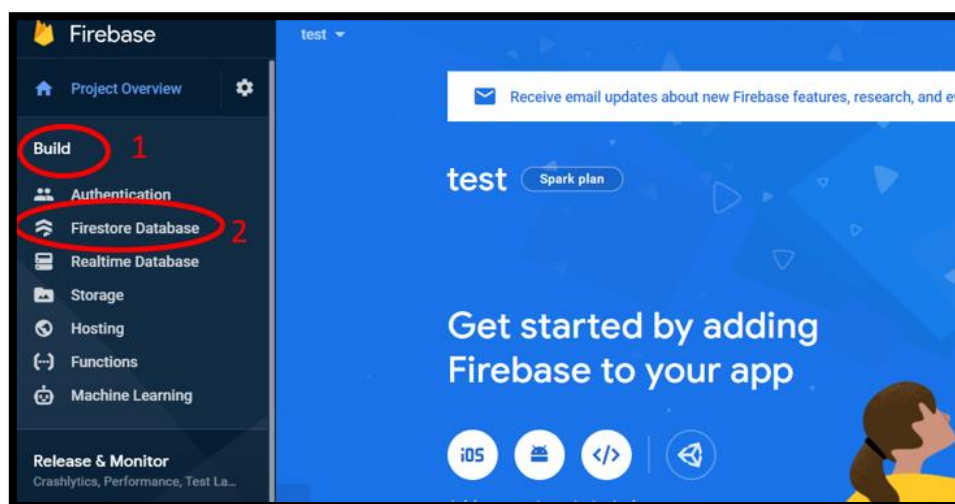 Firebase
test
Project Overview
Receive email updates about new Firebase features, research, and
Build 1
test Spark plan
Authentication
Firestore Database 2
Realtime Database
Storage
Hosting
Get started by adding
Firebase to your app
Functions
Machine Learning
iOS </>
Release & Monitor
Crashlytics, Performance, Test La...